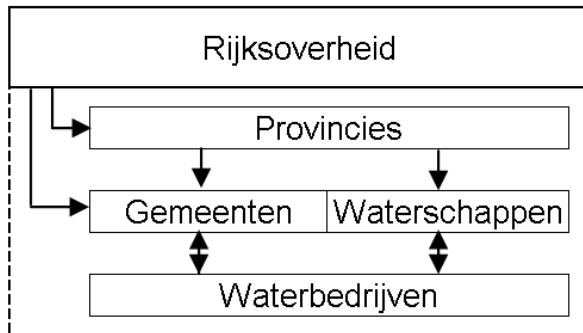 Rijksoverheid
Provincies
Gemeenten Waterschappen
Waterbedrijven